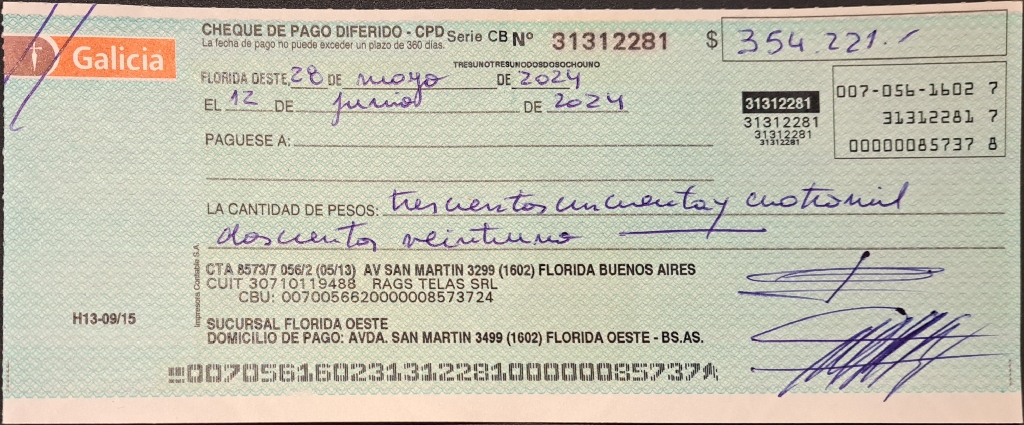 Galicia
CHEQUE DE PAGO DIFERIDO - CPD Serie CB Nº 31312281 $ 354.221.-
La fecha de pago no puede exceder un plazo de 360 días.
TRESUNOTRESUNODOSDOSOCHOUNO
FLORIDA OESTE, 28 DE mayo DE 2024
EL 12 DE junio DE 2024
PAGUESE A:
31312281
31312281
31312281
31312281
007-056-1602 7
31312281 7
00000085737 8
LA CANTIDAD DE PESOS: trescientos cincuenta y cuatro mil
doscientos veintiuno
CTA 8573/7 056/2 (05/13) AV SAN MARTIN 3299 (1602) FLORIDA BUENOS AIRES
CUIT 30710119488 RAGS TELAS SRL
CBU: 0070056620000008573724
H13-09/15
Impresora Contable S.A.
SUCURSAL FLORIDA OESTE
DOMICILIO DE PAGO: AVDA. SAN MARTIN 3499 (1602) FLORIDA OESTE - BS.AS.
00705616023131228100000085737